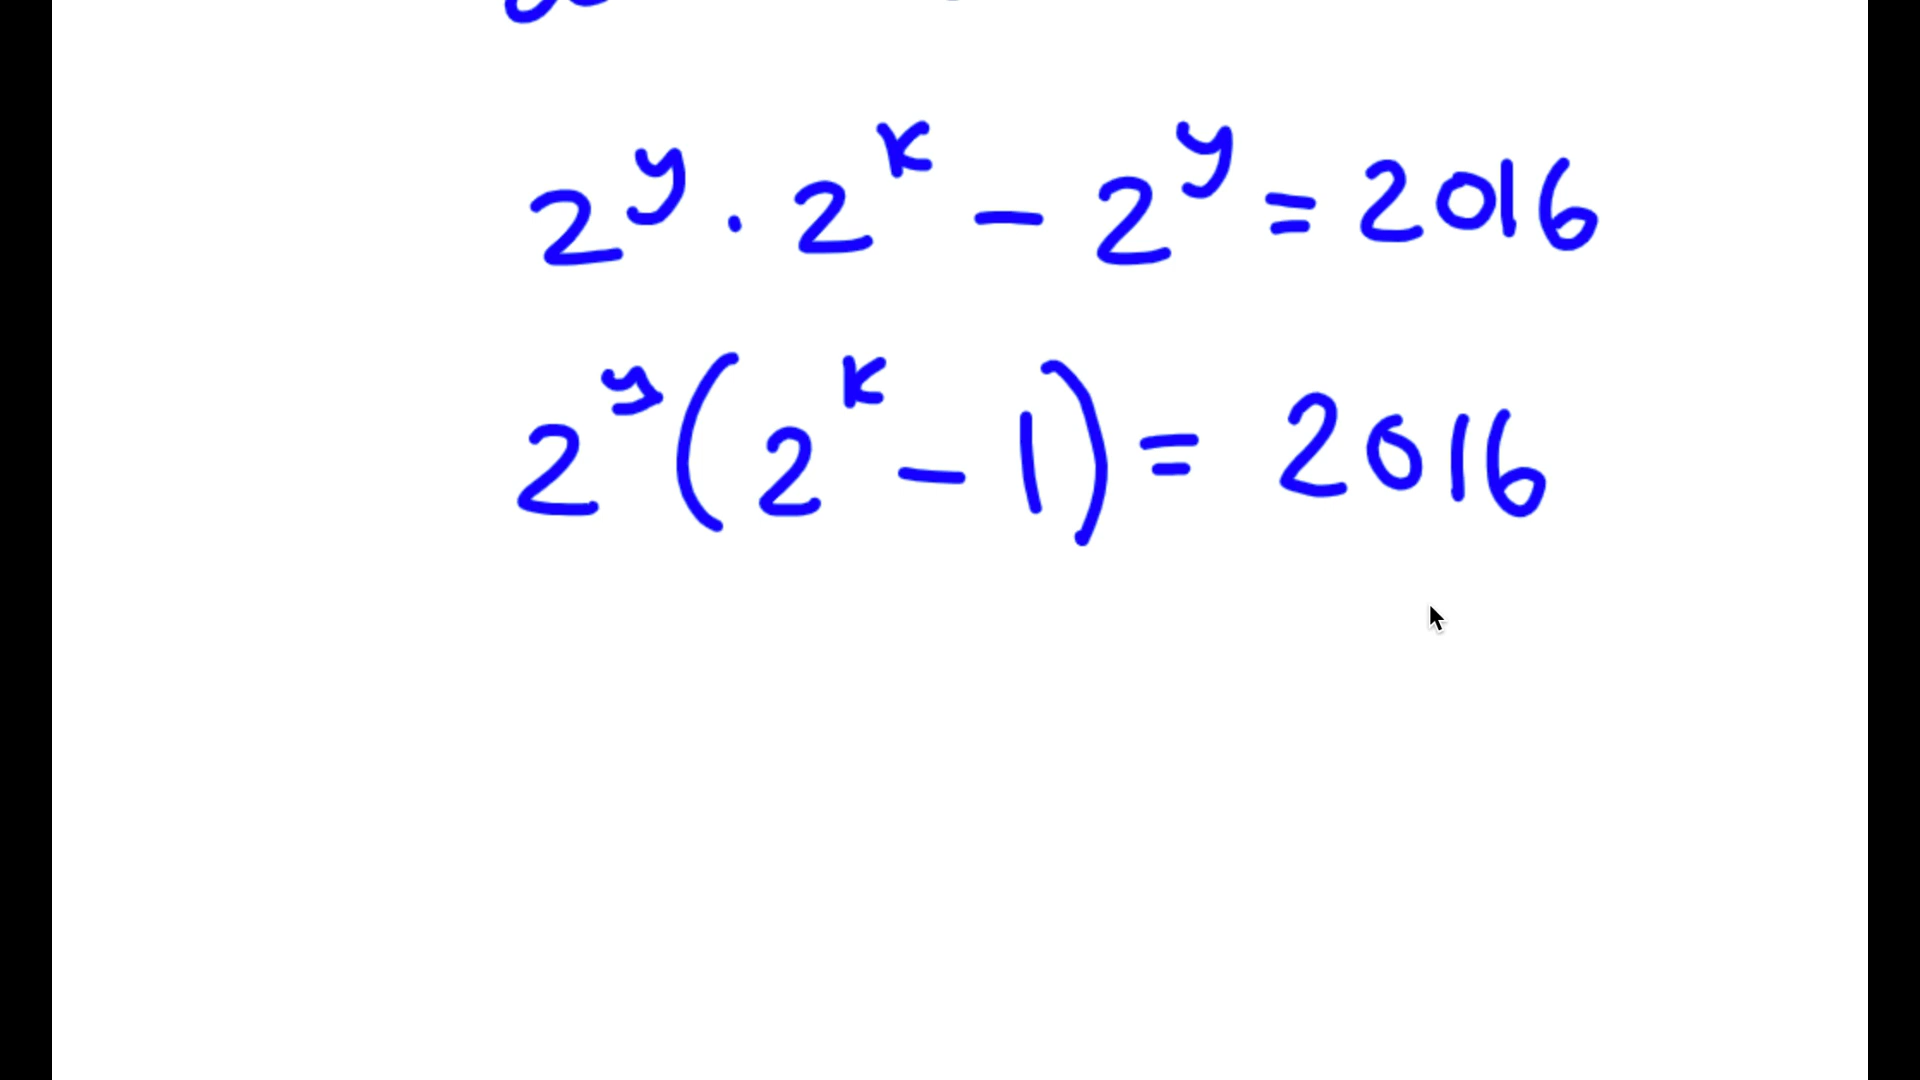 2^y · 2^k − 2^y = 2016
2^y (2^k − 1) = 2016